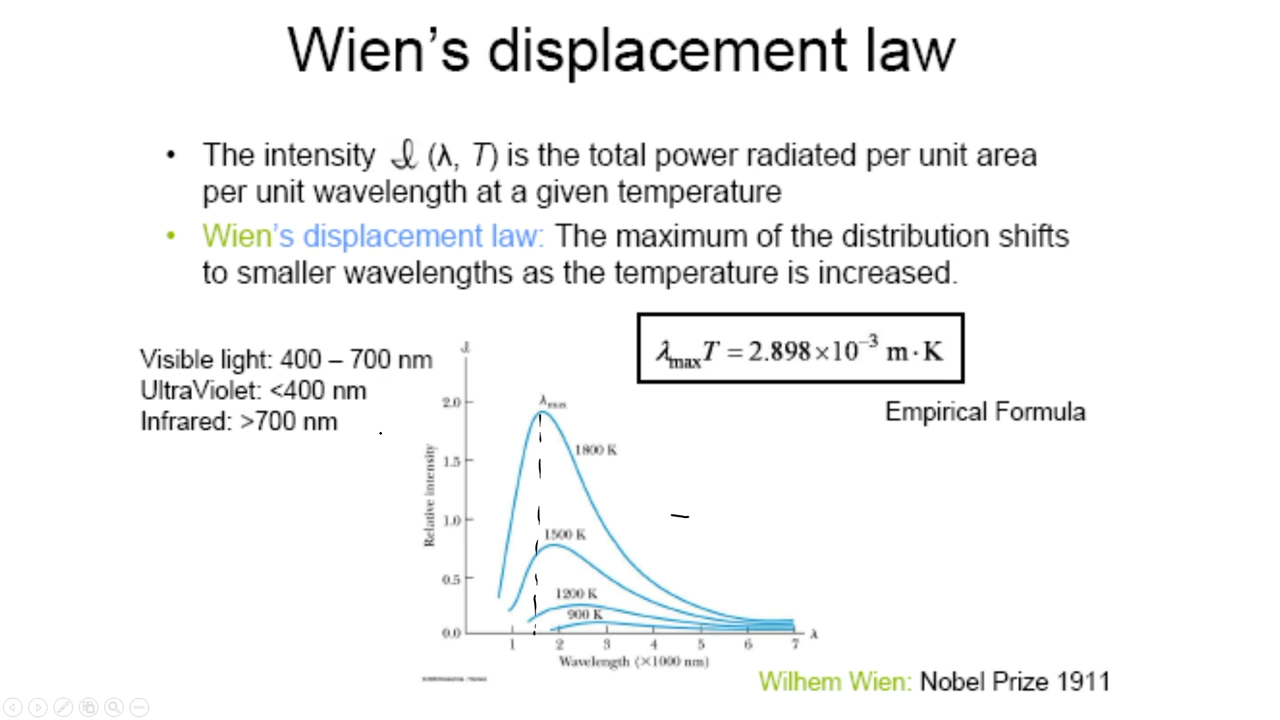 Wien's displacement law
• The intensity ℐ (λ, T) is the total power radiated per unit area
per unit wavelength at a given temperature
• Wien's displacement law: The maximum of the distribution shifts
to smaller wavelengths as the temperature is increased.
Visible light: 400 – 700 nm
UltraViolet: <400 nm
Infrared: >700 nm
λmaxT = 2.898×10⁻³ m·K
Empirical Formula
ℐ
2.0
λmax
1800 K
1.5
Relative intensity
1.0
1500 K
0.5
1200 K
900 K
0.0
1 2 3 4 5 6 7 λ
Wavelength (×1000 nm)
Wilhem Wien: Nobel Prize 1911